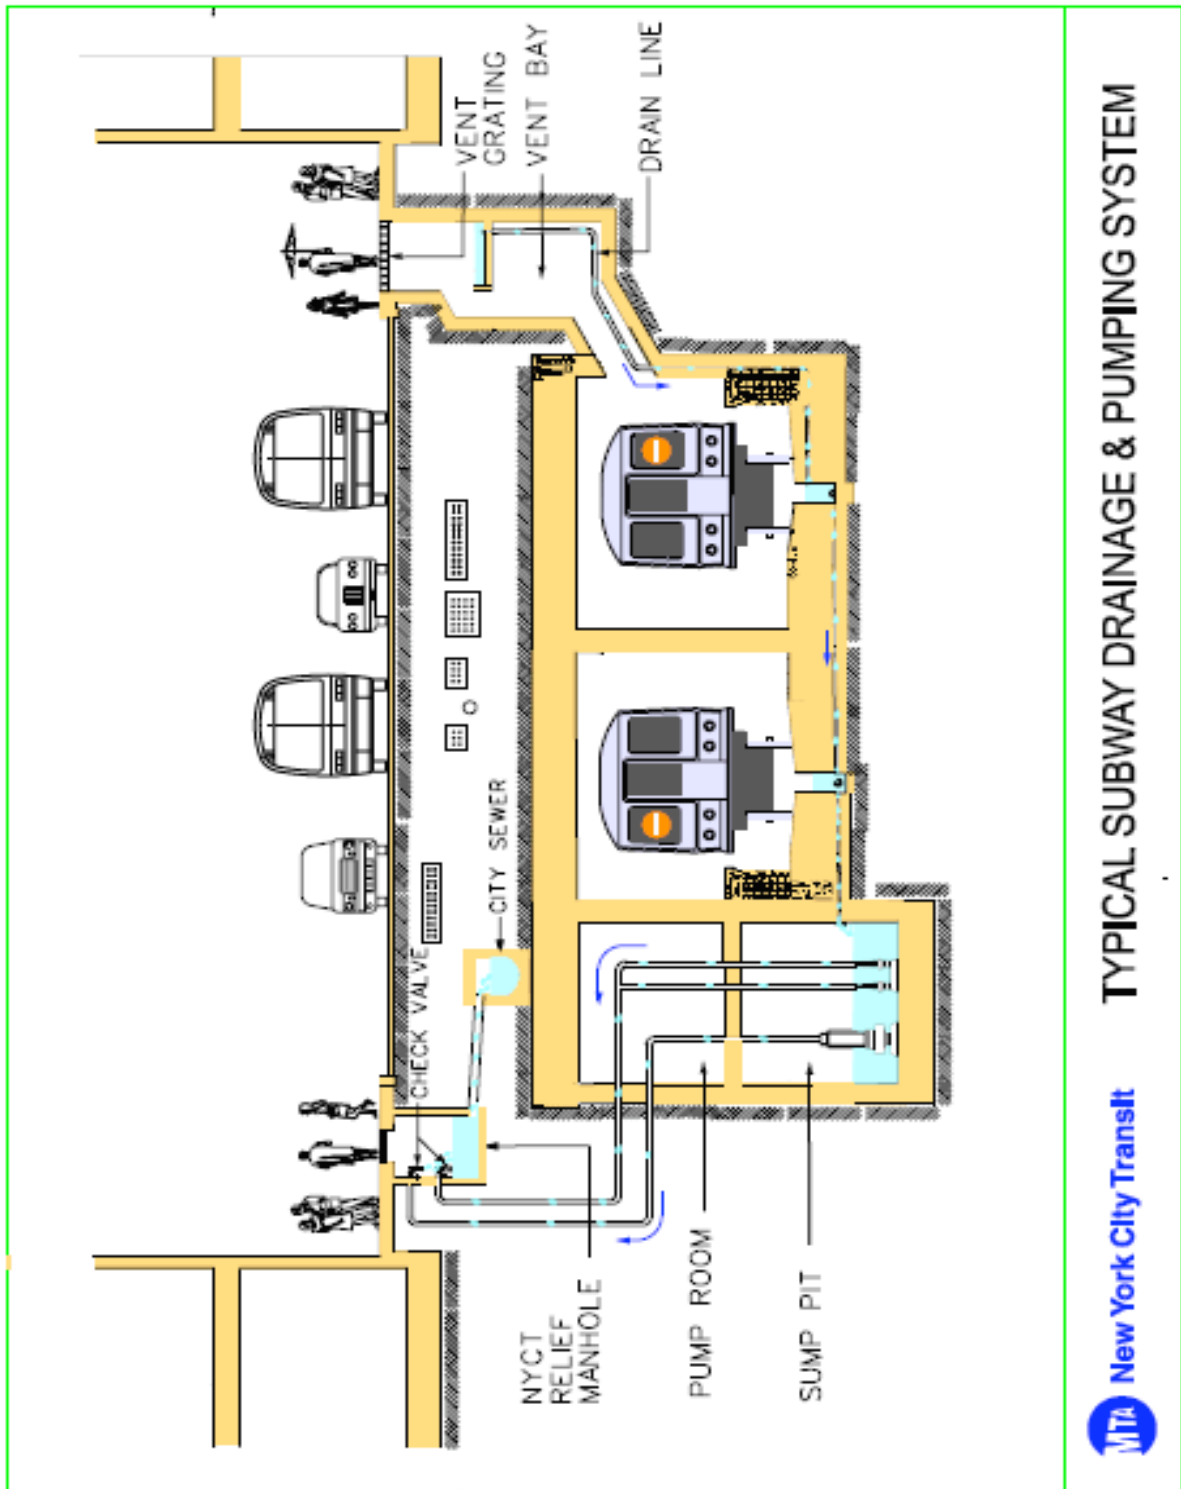 VENT
GRATING
VENT BAY
DRAIN LINE
CITY SEWER
CHECK VALVE
NYCT
RELIEF
MANHOLE
PUMP ROOM
SUMP PIT
MTA New York City Transit
TYPICAL SUBWAY DRAINAGE & PUMPING SYSTEM